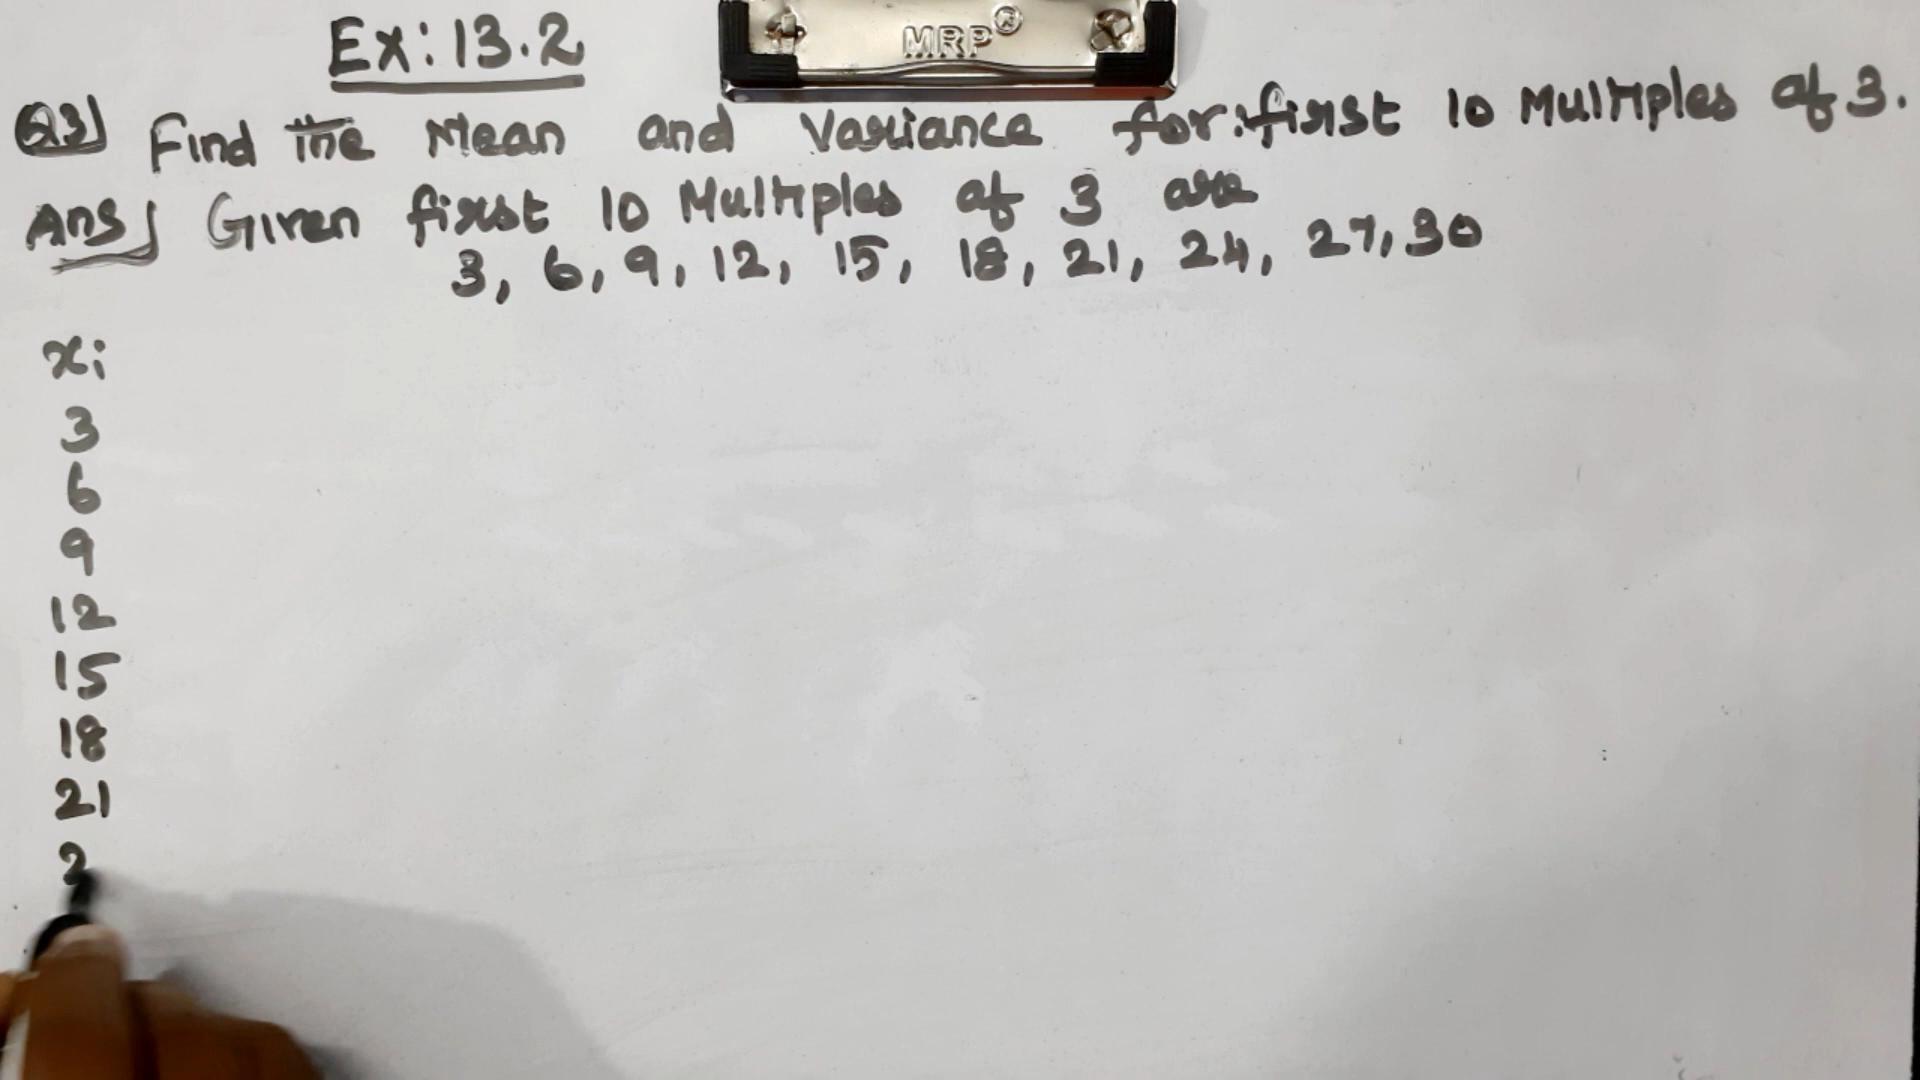 Ex: 13.2
MRP®
Q3) Find the Mean and Variance for: first 10 Multiples of 3.
Ans) Given first 10 Multiples of 3 are
3, 6, 9, 12, 15, 18, 21, 24, 27, 30
xi
3
6
9
12
15
18
21
2